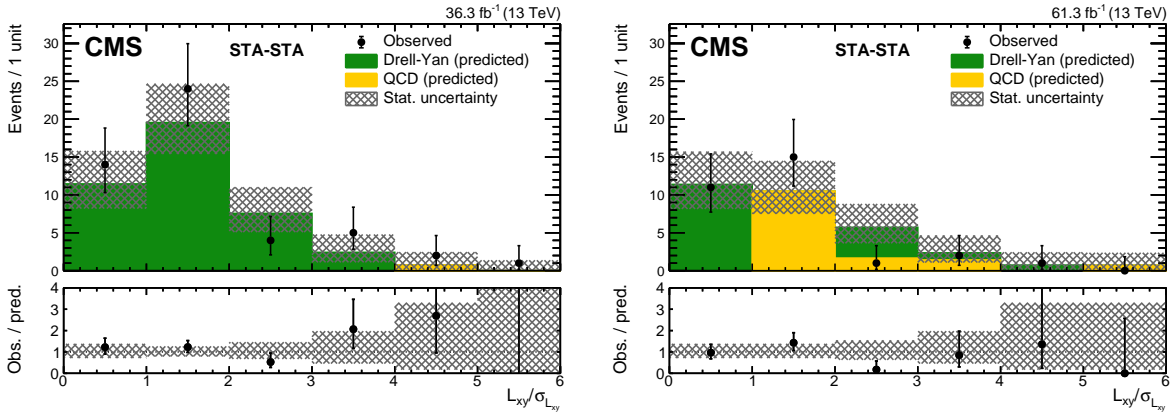 36.3 fb⁻¹ (13 TeV)
Events / 1 unit
30
25
20
15
10
5
0
CMS
STA-STA
Observed
Drell-Yan (predicted)
QCD (predicted)
Stat. uncertainty
Obs. / pred.
4
3
2
1
0
0 1 2 3 4 5 6
L_xy/σ_L_xy
61.3 fb⁻¹ (13 TeV)
Events / 1 unit
30
25
20
15
10
5
0
CMS
STA-STA
Observed
Drell-Yan (predicted)
QCD (predicted)
Stat. uncertainty
Obs. / pred.
4
3
2
1
0
0 1 2 3 4 5 6
L_xy/σ_L_xy